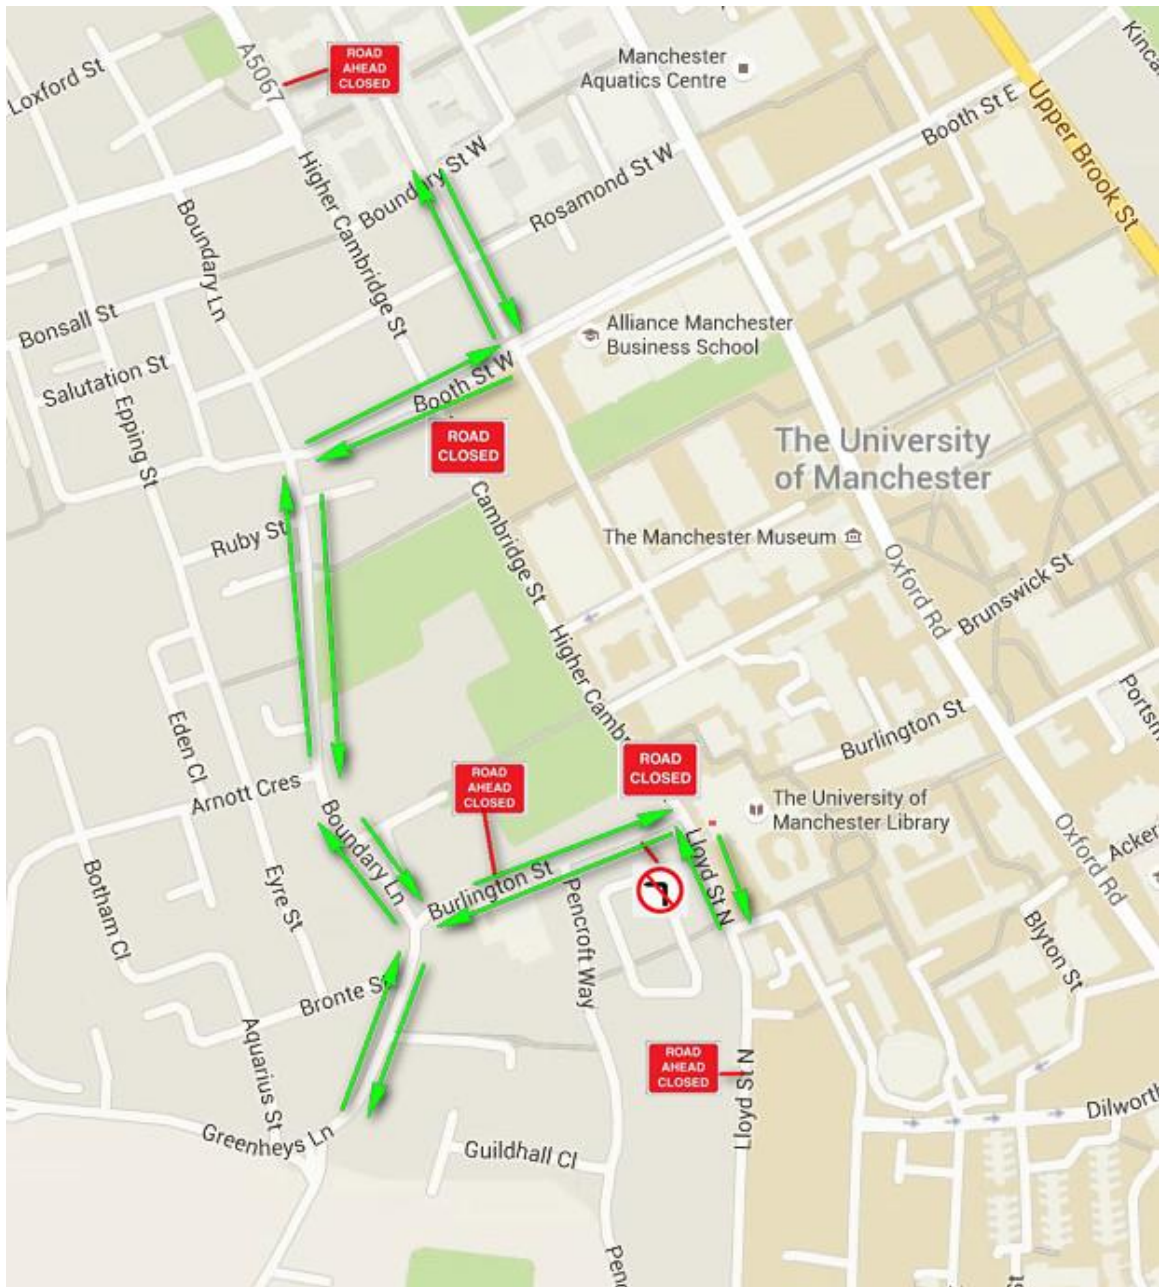 A5067
ROAD
AHEAD
CLOSED
Loxford St
Manchester
Aquatics Centre
Booth St E
Upper Brook St
Boundary St W
Rosamond St W
Higher Cambridge St
Boundary Ln
Bonsall St
Salutation St
Epping St
Alliance Manchester
Business School
Booth St W
ROAD
CLOSED
The University
of Manchester
Cambridge St
Ruby St
The Manchester Museum
Oxford Rd
Brunswick St
Higher Camb
Eden Cl
Burlington St
Arnott Cres
ROAD
AHEAD
CLOSED
ROAD
CLOSED
The University of
Manchester Library
Boundary Ln
Lloyd St N
Oxford Rd
Botham Cl
Eyre St
Burlington St
Pencroft Way
Blyton St
Bronte St
Aquarius St
ROAD
AHEAD
CLOSED
Lloyd St N
Greenheys Ln
Guildhall Cl